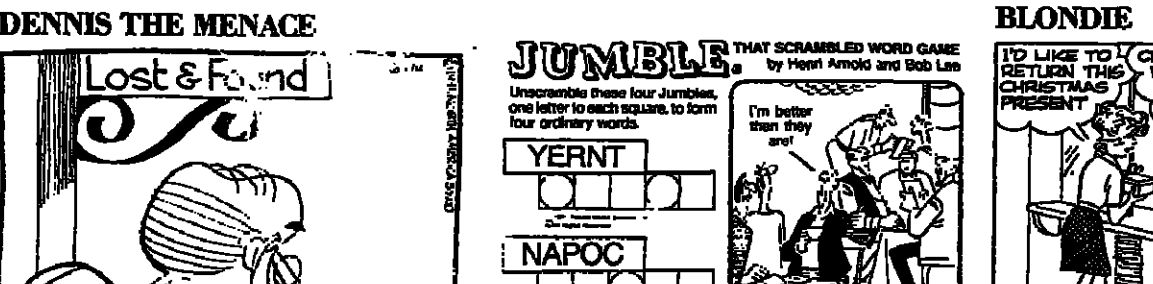 DENNIS THE MENACE
Lost & Found
JUMBLE.
THAT SCRAMBLED WORD GAME
by Henri Arnold and Bob Lee
Unscramble these four Jumbles,
one letter to each square, to form
four ordinary words.
YERNT
NAPOC
I'm better
than they
are!
BLONDIE
I'D LIKE TO
RETURN THIS
CHRISTMAS
PRESENT